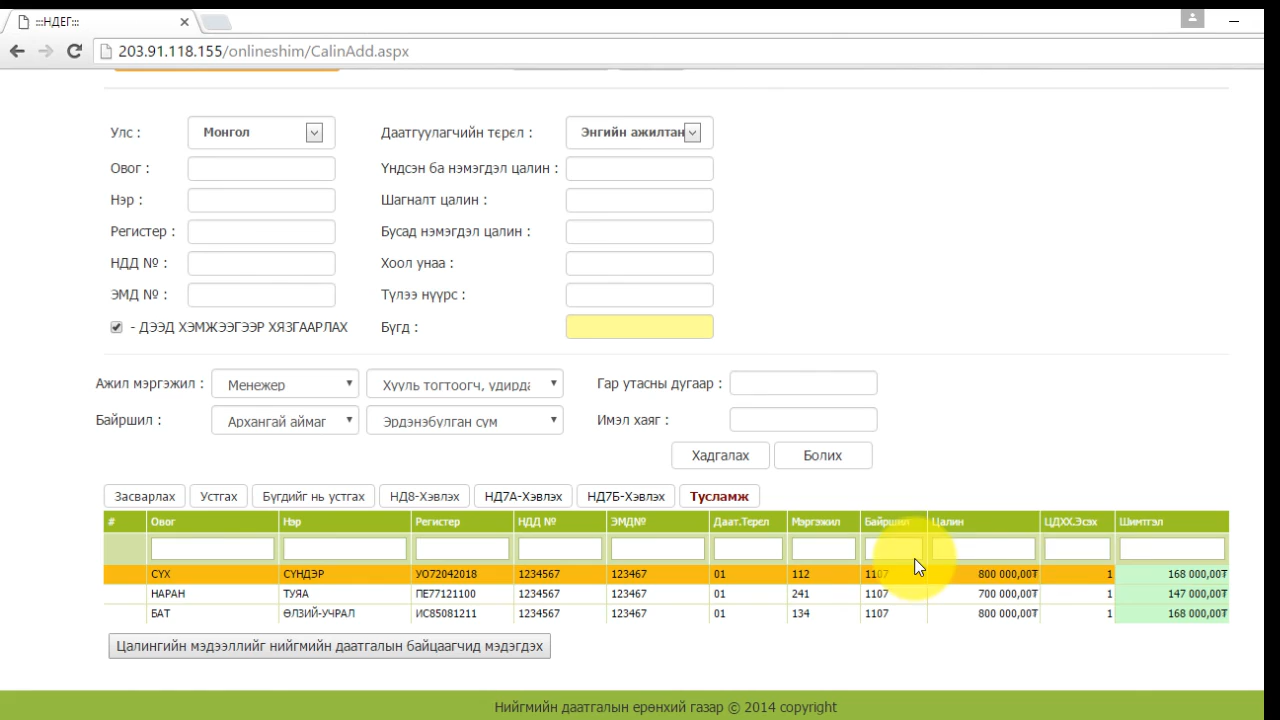 :::НДЕГ:::
203.91.118.155/onlineshim/CalinAdd.aspx
Улс : Монгол Даатгуулагчийн төрөл : Энгийн ажилтан
Овог : Үндсэн ба нэмэгдэл цалин :
Нэр : Шагналт цалин :
Регистер : Бусад нэмэгдэл цалин :
НДД № : Хоол унаа :
ЭМД № : Түлээ нүүрс :
- ДЭЭД ХЭМЖЭЭГЭЭР ХЯЗГААРЛАХ Бүгд :
Ажил мэргэжил : Менежер Хууль тогтоогч, удирда Гар утасны дугаар :
Байршил : Архангай аймаг Эрдэнэбулган сум Имэл хаяг :
Хадгалах Болих
Засварлах Устгах Бүгдийг нь устгах НД8-Хэвлэх НД7А-Хэвлэх НД7Б-Хэвлэх Тусламж
# Овог Нэр Регистер НДД № ЭМД№ Даат.Төрөл Мэргэжил Байршил Цалин ЦДХХ.Эсэх Шимтгэл
СҮХ СҮНДЭР УО72042018 1234567 123467 01 112 1107 800 000,00₮ 1 168 000,00₮
НАРАН ТУЯА ПЕ77121100 1234567 123467 01 241 1107 700 000,00₮ 1 147 000,00₮
БАТ ӨЛЗИЙ-УЧРАЛ ИС85081211 1234567 123467 01 134 1107 800 000,00₮ 1 168 000,00₮
Цалингийн мэдээллийг нийгмийн даатгалын байцаагчид мэдэгдэх
Нийгмийн даатгалын ерөнхий газар © 2014 copyright